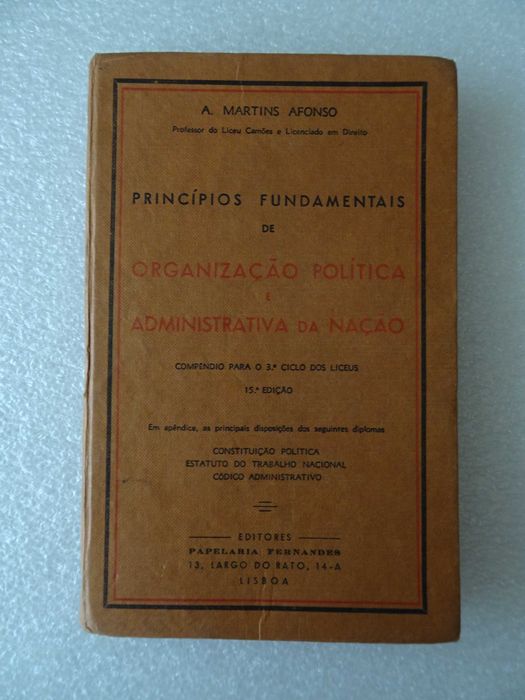 A. MARTINS AFONSO
Professor do Liceu Camões e Licenciado em Direito
PRINCÍPIOS FUNDAMENTAIS
DE
ORGANIZAÇÃO POLÍTICA
E
ADMINISTRATIVA DA NAÇÃO
COMPÊNDIO PARA O 3.º CICLO DOS LICEUS
15.ª EDIÇÃO
Em apêndice, as principais disposições dos seguintes diplomas
CONSTITUIÇÃO POLÍTICA
ESTATUTO DO TRABALHO NACIONAL
CÓDIGO ADMINISTRATIVO
EDITORES
PAPELARIA FERNANDES
13, LARGO DO RATO, 14-A
LISBOA